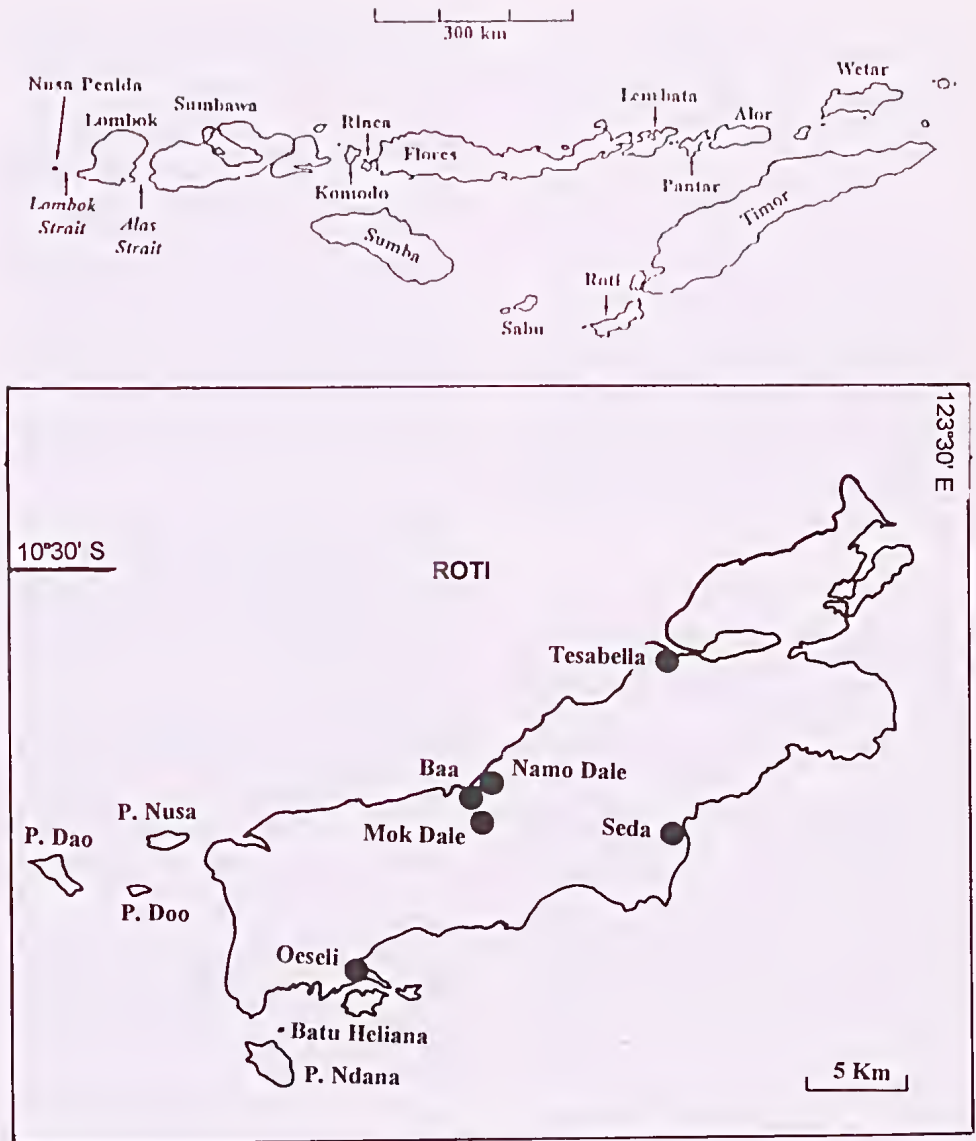 300 km
Nusa Penida
Lombok
Sumbawa
Rinca
Komodo
Flores
Lembata
Alor
Wetar
Pantar
Timor
Lombok
Strait
Alas
Strait
Sumba
Sabu
Roti
123°30' E
10°30' S
ROTI
Tesabella
Baa
Namo Dale
Mok Dale
Seda
P. Nusa
P. Dao
P. Doo
Oeseli
Batu Heliana
P. Ndana
5 Km